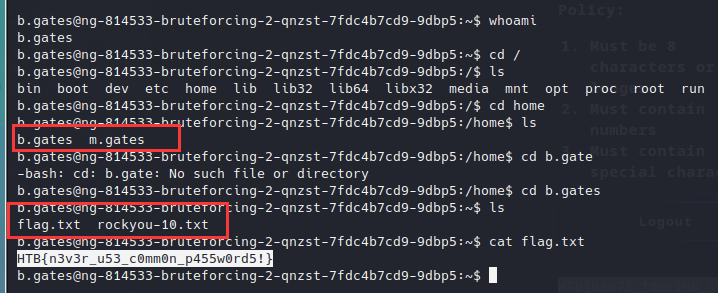 b.gates@ng-814533-bruteforcing-2-qnzst-7fdc4b7cd9-9dbp5:~$ whoami
b.gates
b.gates@ng-814533-bruteforcing-2-qnzst-7fdc4b7cd9-9dbp5:~$ cd /
b.gates@ng-814533-bruteforcing-2-qnzst-7fdc4b7cd9-9dbp5:/$ ls
bin boot dev etc home lib lib32 lib64 libx32 media mnt opt proc root run
b.gates@ng-814533-bruteforcing-2-qnzst-7fdc4b7cd9-9dbp5:/$ cd home
b.gates@ng-814533-bruteforcing-2-qnzst-7fdc4b7cd9-9dbp5:/home$ ls
b.gates m.gates
b.gates@ng-814533-bruteforcing-2-qnzst-7fdc4b7cd9-9dbp5:/home$ cd b.gate
-bash: cd: b.gate: No such file or directory
b.gates@ng-814533-bruteforcing-2-qnzst-7fdc4b7cd9-9dbp5:/home$ cd b.gates
b.gates@ng-814533-bruteforcing-2-qnzst-7fdc4b7cd9-9dbp5:~$ ls
flag.txt rockyou-10.txt
b.gates@ng-814533-bruteforcing-2-qnzst-7fdc4b7cd9-9dbp5:~$ cat flag.txt
HTB{n3v3r_u53_c0mm0n_p455w0rd5!}
b.gates@ng-814533-bruteforcing-2-qnzst-7fdc4b7cd9-9dbp5:~$
Policy:
1. Must be 8
characters or
2. Must contain
numbers
Must contain
special
Logout